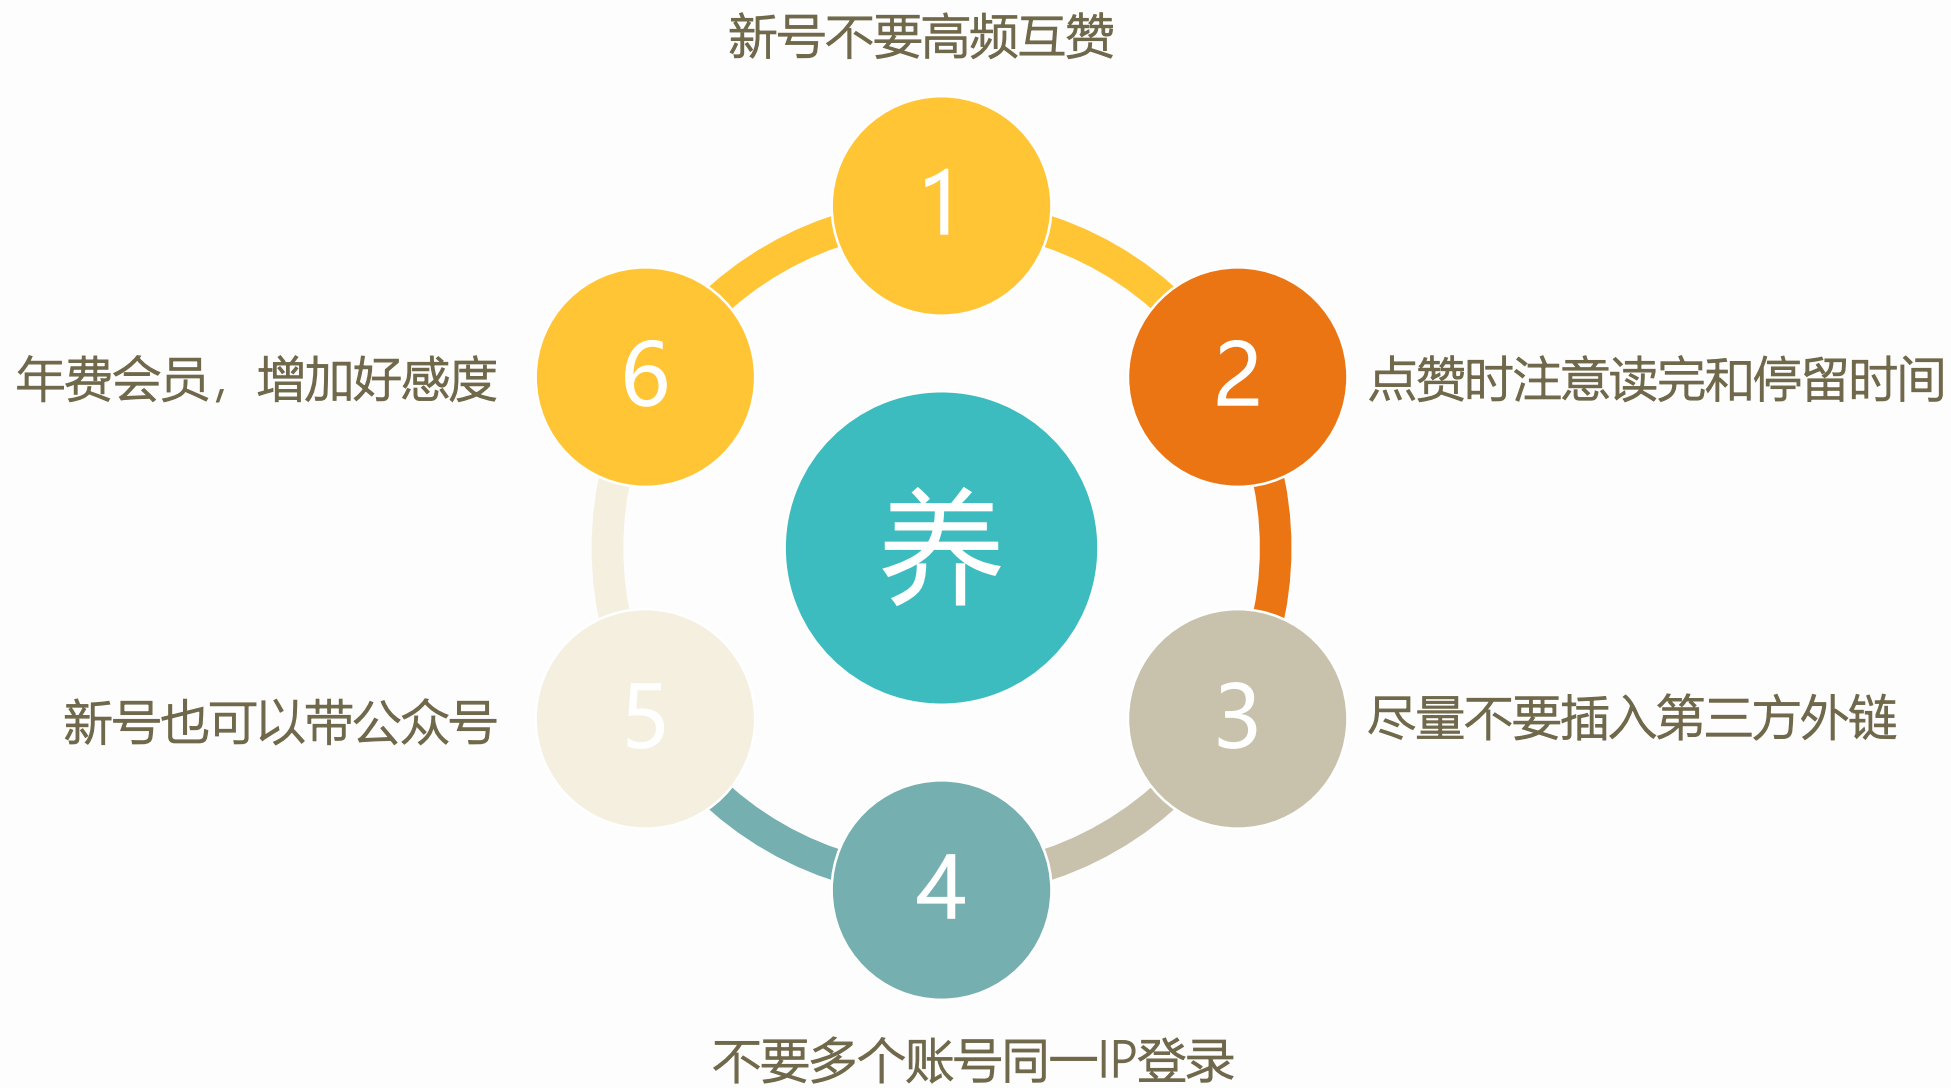 新号不要高频互赞
1
2
点赞时注意读完和停留时间
3
尽量不要插入第三方外链
4
不要多个账号同一IP登录
5
新号也可以带公众号
6
年费会员，增加好感度
养